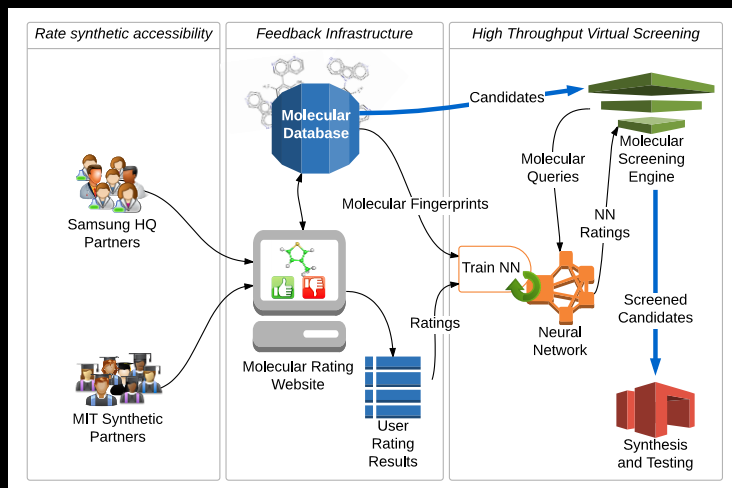 Rate synthetic accessibility
Feedback Infrastructure
High Throughput Virtual Screening
Molecular
Database
Candidates
Molecular
Screening
Engine
Molecular
Queries
NN
Ratings
Samsung HQ
Partners
Molecular Fingerprints
Train NN
Neural
Network
Ratings
Screened
Candidates
Molecular Rating
Website
MIT Synthetic
Partners
User
Rating
Results
Synthesis
and Testing